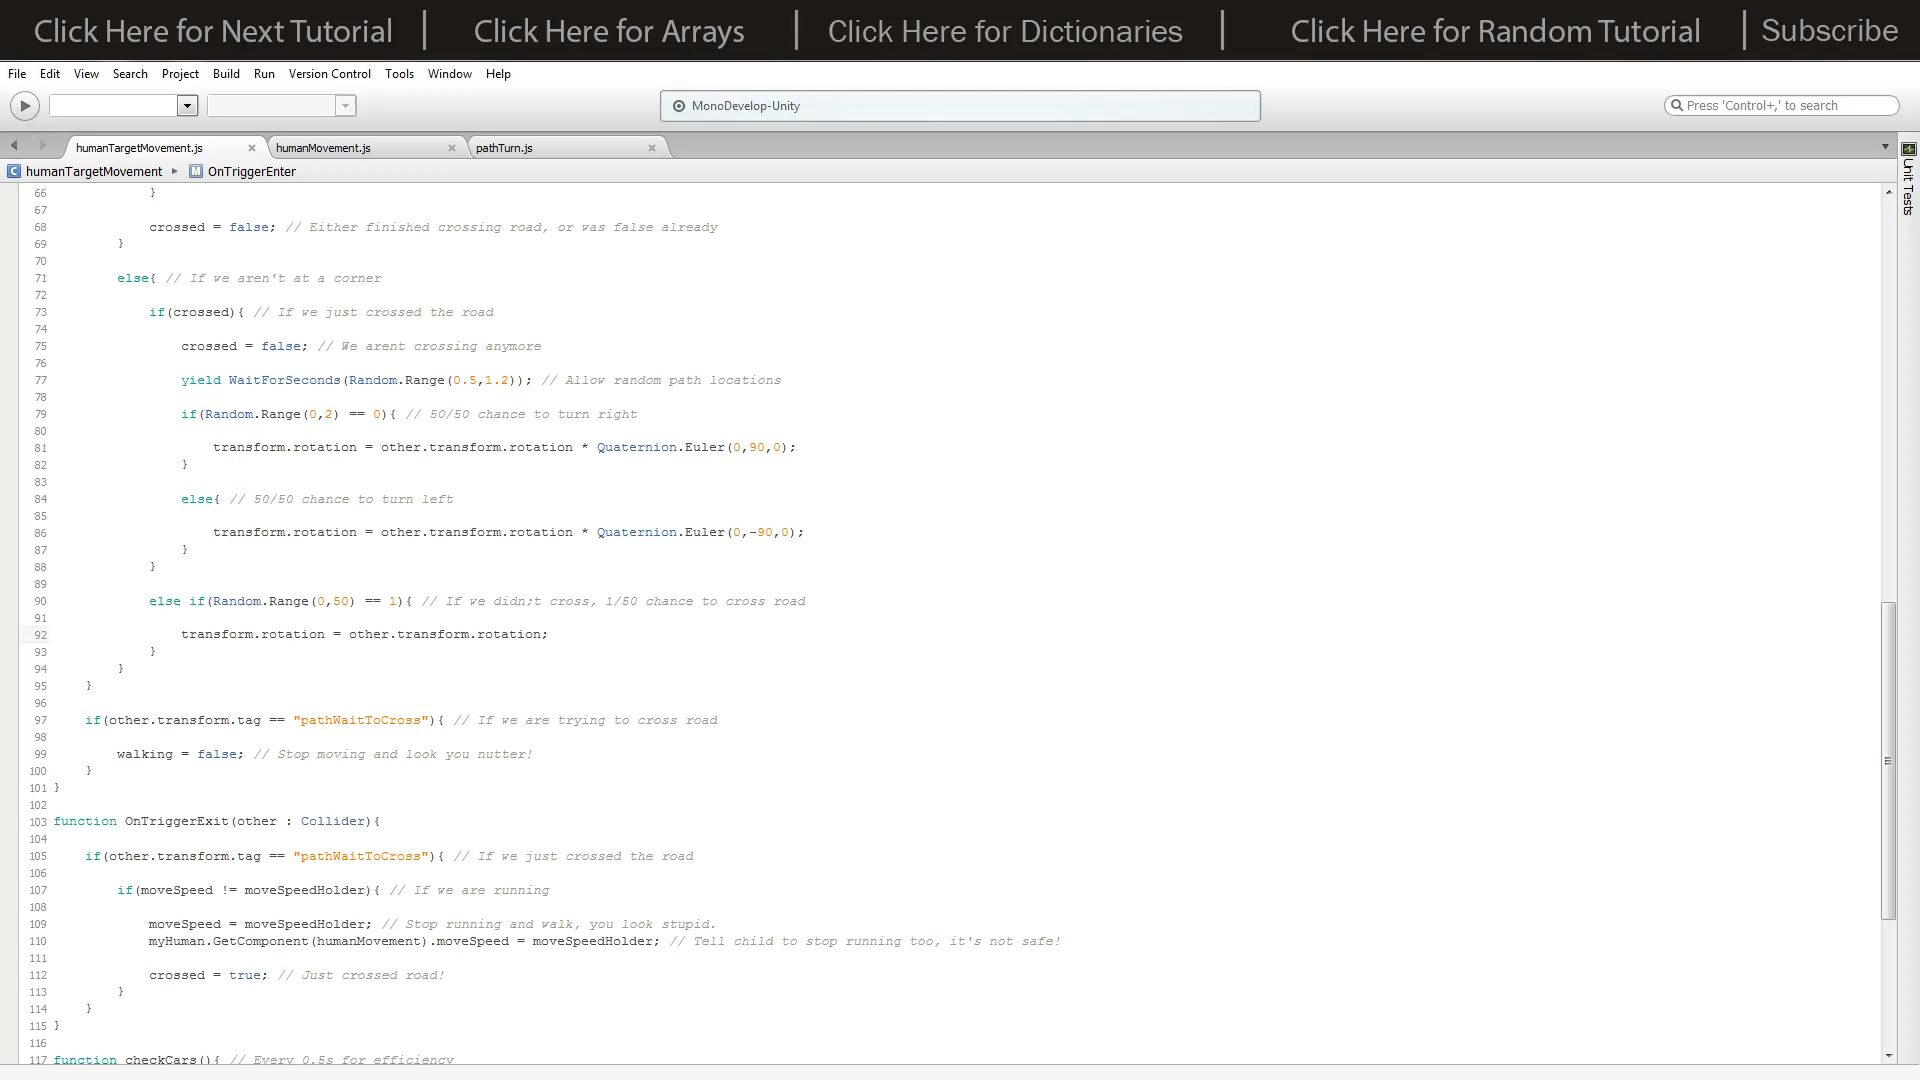 Click Here for Next Tutorial | Click Here for Arrays | Click Here for Dictionaries | Click Here for Random Tutorial | Subscribe
File Edit View Search Project Build Run Version Control Tools Window Help
MonoDevelop-Unity
Press 'Control+,' to search
humanTargetMovement.js × humanMovement.js × pathTurn.js ×
C humanTargetMovement ▸ M OnTriggerEnter
Unit Tests
66 }
67
68 crossed = false; // Either finished crossing road, or was false already
69 }
70
71 else{ // If we aren't at a corner
72
73 if(crossed){ // If we just crossed the road
74
75 crossed = false; // We arent crossing anymore
76
77 yield WaitForSeconds(Random.Range(0.5,1.2)); // Allow random path locations
78
79 if(Random.Range(0,2) == 0){ // 50/50 chance to turn right
80
81 transform.rotation = other.transform.rotation * Quaternion.Euler(0,90,0);
82 }
83
84 else{ // 50/50 chance to turn left
85
86 transform.rotation = other.transform.rotation * Quaternion.Euler(0,-90,0);
87 }
88 }
89
90 else if(Random.Range(0,50) == 1){ // If we didn;t cross, 1/50 chance to cross road
91
92 transform.rotation = other.transform.rotation;
93 }
94 }
95 }
96
97 if(other.transform.tag == "pathWaitToCross"){ // If we are trying to cross road
98
99 walking = false; // Stop moving and look you nutter!
100 }
101 }
102
103 function OnTriggerExit(other : Collider){
104
105 if(other.transform.tag == "pathWaitToCross"){ // If we just crossed the road
106
107 if(moveSpeed != moveSpeedHolder){ // If we are running
108
109 moveSpeed = moveSpeedHolder; // Stop running and walk, you look stupid.
110 myHuman.GetComponent(humanMovement).moveSpeed = moveSpeedHolder; // Tell child to stop running too, it's not safe!
111
112 crossed = true; // Just crossed road!
113 }
114 }
115 }
116
117 function checkCars(){ // Every 0.5s for efficiency